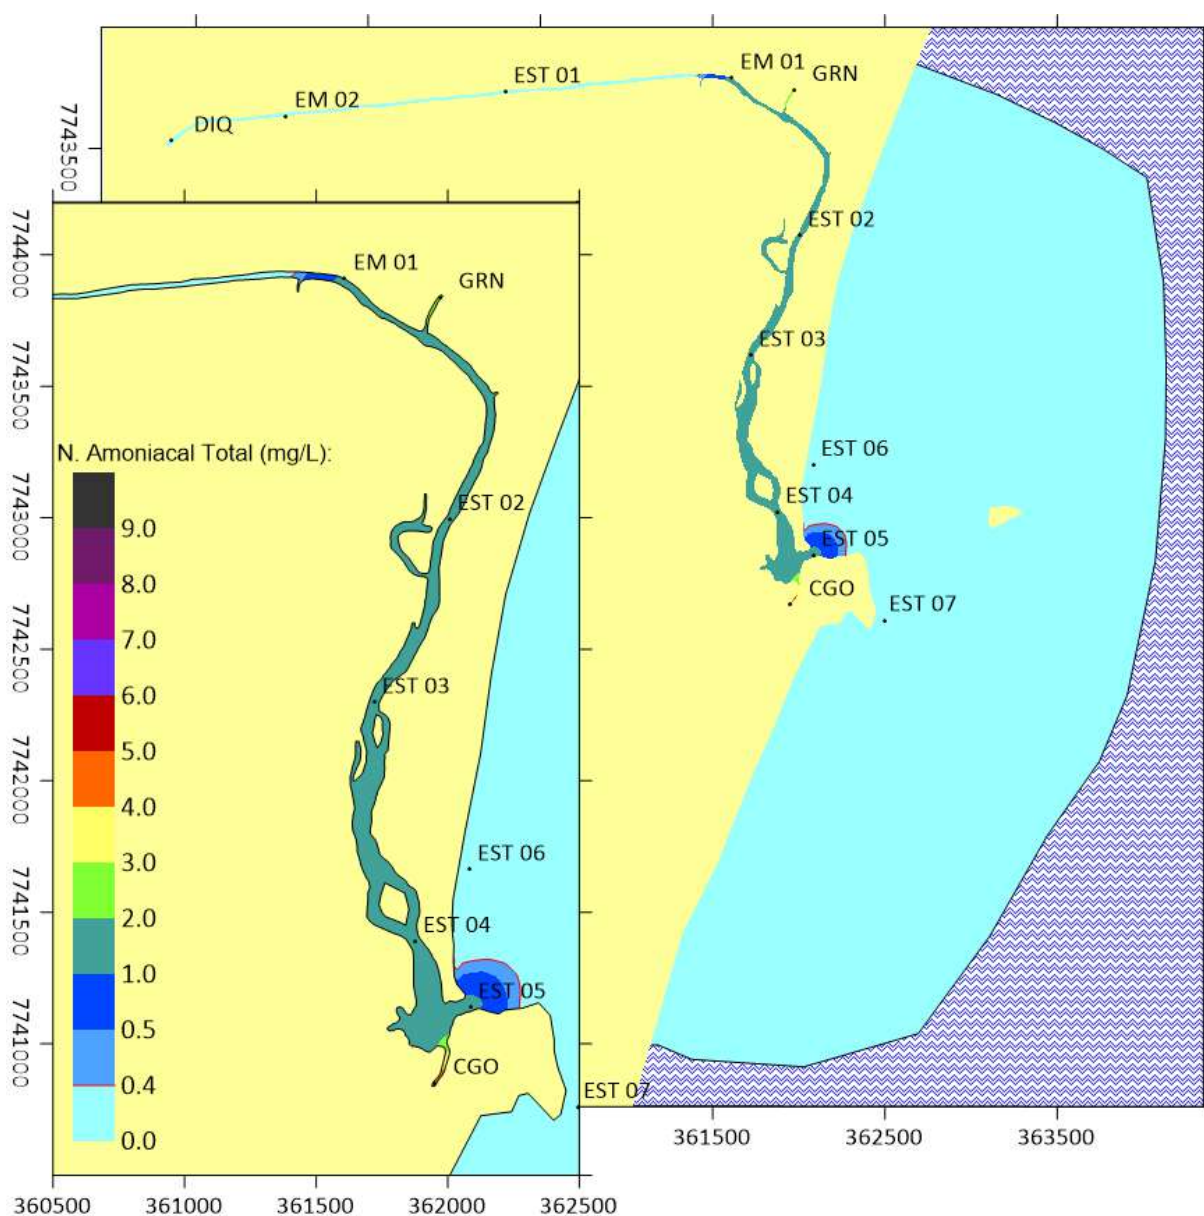 EM 01
GRN
EST 01
EM 02
DIQ
7743500
EST 02
EST 03
EST 06
EST 04
EST 05
CGO
EST 07
7744000
7743500
7743000
7742500
7742000
7741500
7741000
EM 01
GRN
EST 02
EST 03
EST 06
EST 04
EST 05
CGO
EST 07
N. Amoniacal Total (mg/L):
9.0
8.0
7.0
6.0
5.0
4.0
3.0
2.0
1.0
0.5
0.4
0.0
361500
362500
363500
360500
361000
361500
362000
362500